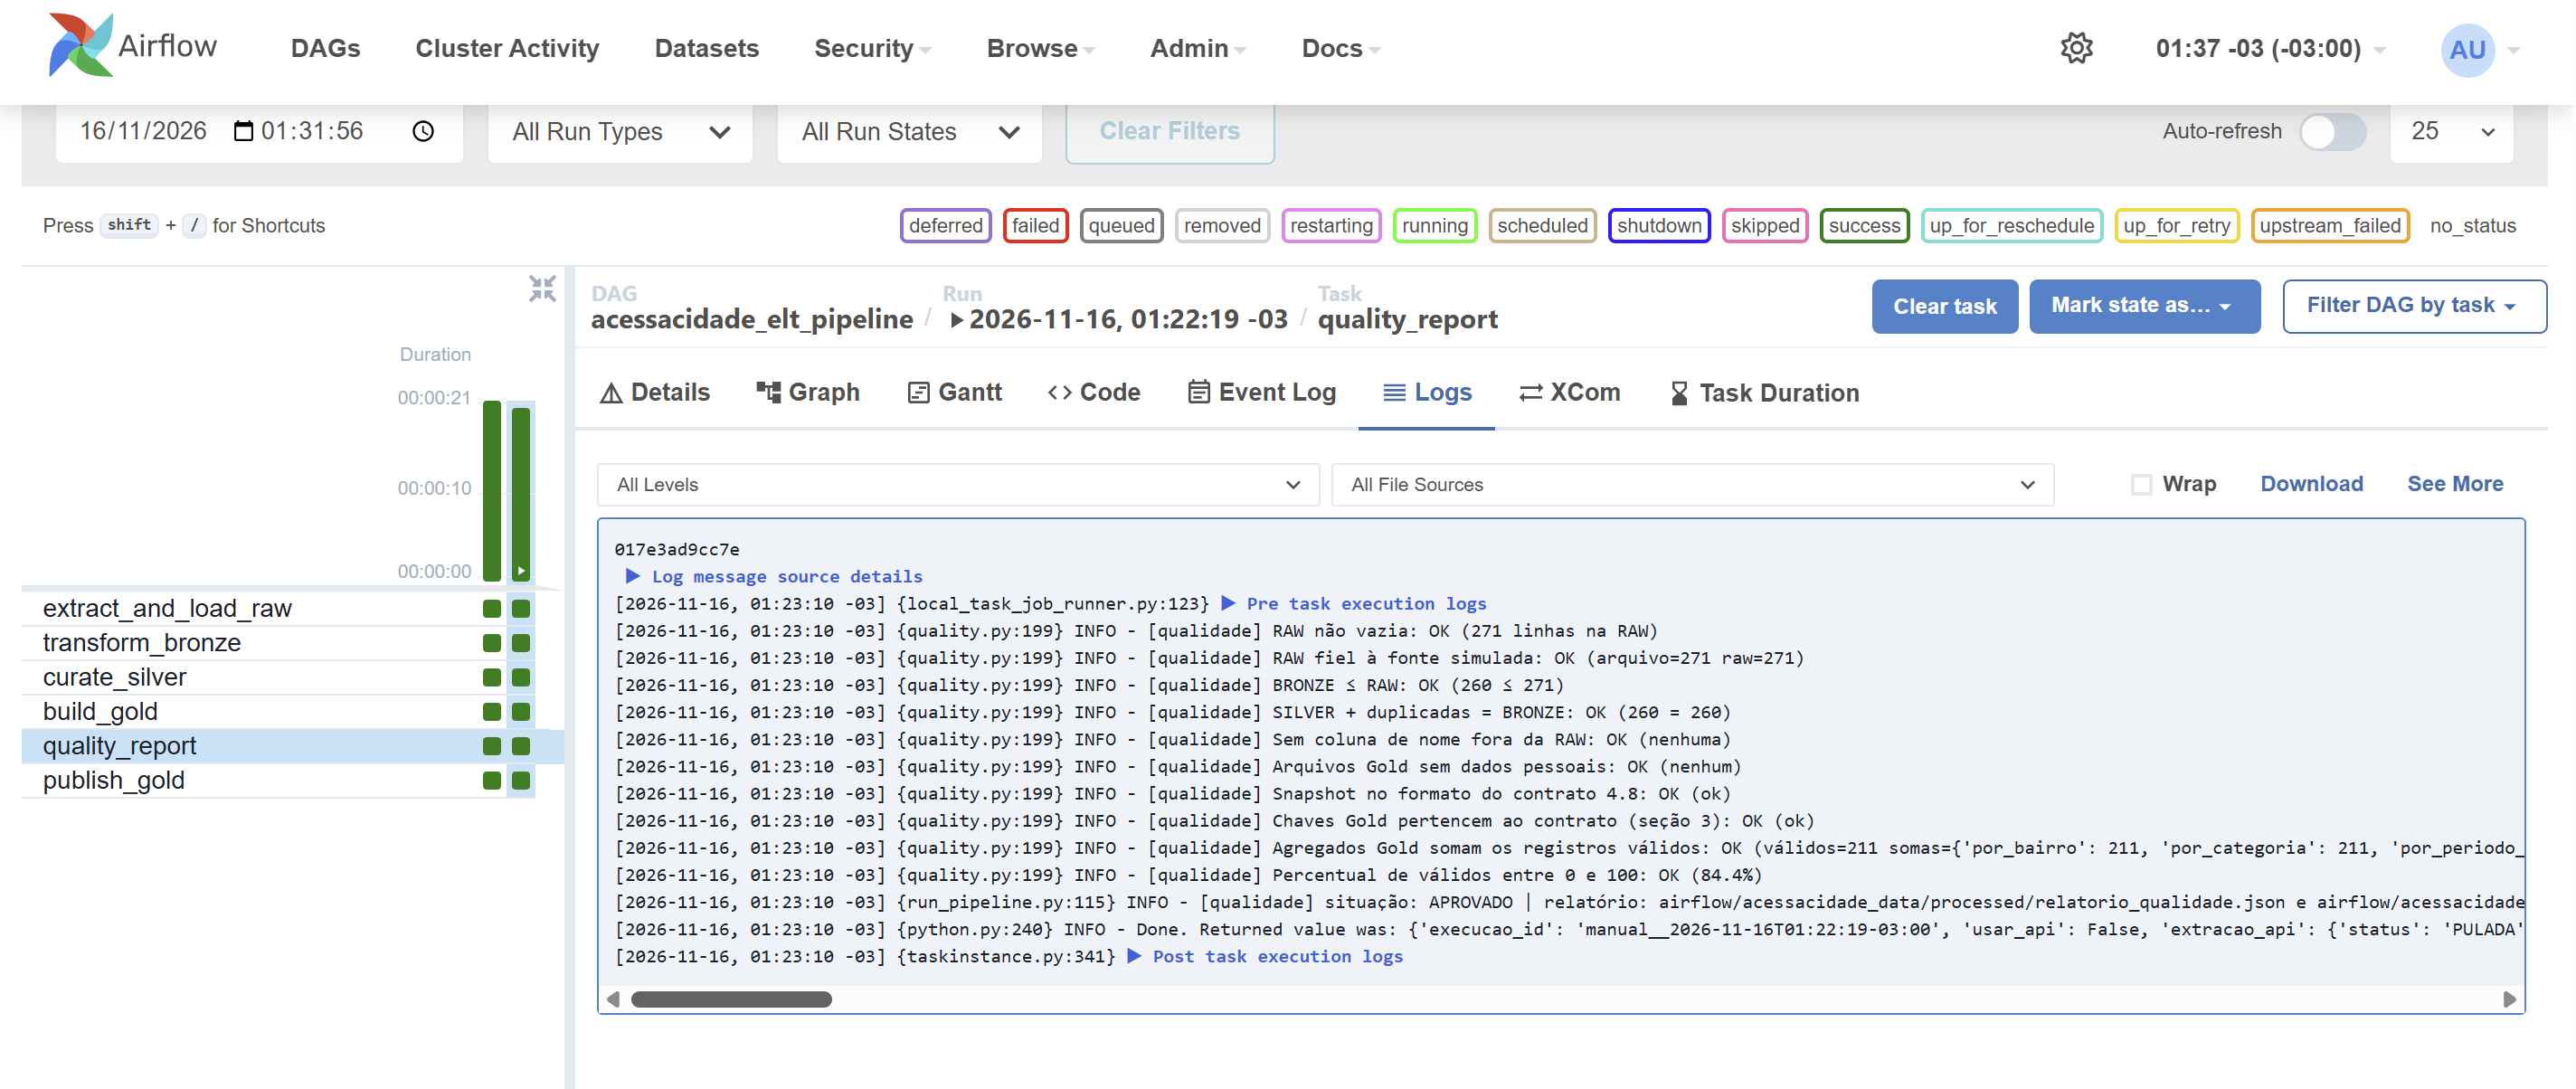 Airflow DAGs Cluster Activity Datasets Security Browse Admin Docs 01:37 -03 (-03:00) AU
16/11/2026 01:31:56 All Run Types All Run States Clear Filters Auto-refresh 25
Press shift + / for Shortcuts deferred failed queued removed restarting running scheduled shutdown skipped success up_for_reschedule up_for_retry upstream_failed no_status
DAG Run Task
acessacidade_elt_pipeline / 2026-11-16, 01:22:19 -03 / quality_report
Clear task Mark state as... Filter DAG by task
Duration
00:00:21
00:00:10
00:00:00
extract_and_load_raw
transform_bronze
curate_silver
build_gold
quality_report
publish_gold
Details Graph Gantt Code Event Log Logs XCom Task Duration
All Levels All File Sources Wrap Download See More
017e3ad9cc7e
Log message source details
[2026-11-16, 01:23:10 -03] {local_task_job_runner.py:123} Pre task execution logs
[2026-11-16, 01:23:10 -03] {quality.py:199} INFO - [qualidade] RAW não vazia: OK (271 linhas na RAW)
[2026-11-16, 01:23:10 -03] {quality.py:199} INFO - [qualidade] RAW fiel à fonte simulada: OK (arquivo=271 raw=271)
[2026-11-16, 01:23:10 -03] {quality.py:199} INFO - [qualidade] BRONZE ≤ RAW: OK (260 ≤ 271)
[2026-11-16, 01:23:10 -03] {quality.py:199} INFO - [qualidade] SILVER + duplicadas = BRONZE: OK (260 = 260)
[2026-11-16, 01:23:10 -03] {quality.py:199} INFO - [qualidade] Sem coluna de nome fora da RAW: OK (nenhuma)
[2026-11-16, 01:23:10 -03] {quality.py:199} INFO - [qualidade] Arquivos Gold sem dados pessoais: OK (nenhum)
[2026-11-16, 01:23:10 -03] {quality.py:199} INFO - [qualidade] Snapshot no formato do contrato 4.8: OK (ok)
[2026-11-16, 01:23:10 -03] {quality.py:199} INFO - [qualidade] Chaves Gold pertencem ao contrato (seção 3): OK (ok)
[2026-11-16, 01:23:10 -03] {quality.py:199} INFO - [qualidade] Agregados Gold somam os registros válidos: OK (válidos=211 somas={'por_bairro': 211, 'por_categoria': 211, 'por_periodo_
[2026-11-16, 01:23:10 -03] {quality.py:199} INFO - [qualidade] Percentual de válidos entre 0 e 100: OK (84.4%)
[2026-11-16, 01:23:10 -03] {run_pipeline.py:115} INFO - [qualidade] situação: APROVADO | relatório: airflow/acessacidade_data/processed/relatorio_qualidade.json e airflow/acessacidade
[2026-11-16, 01:23:10 -03] {python.py:240} INFO - Done. Returned value was: {'execucao_id': 'manual__2026-11-16T01:22:19-03:00', 'usar_api': False, 'extracao_api': {'status': 'PULADA'
[2026-11-16, 01:23:10 -03] {taskinstance.py:341} Post task execution logs